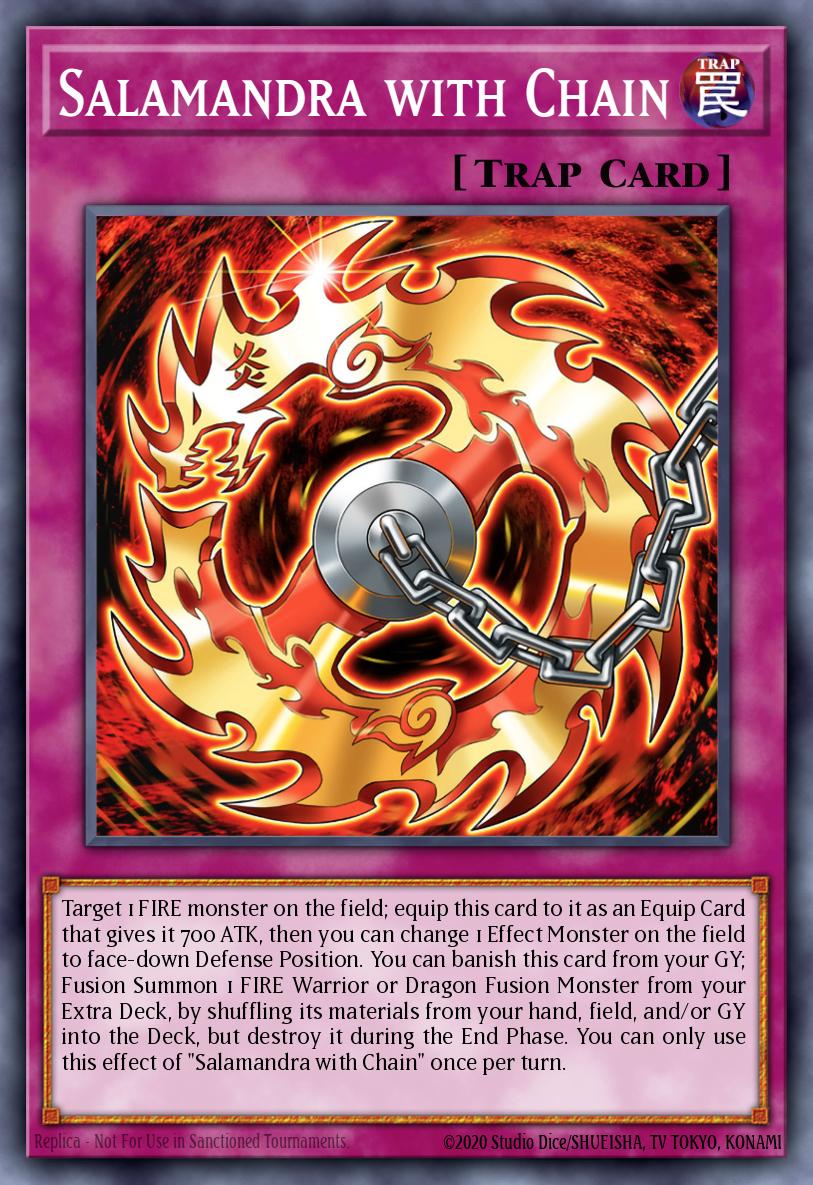 Salamandra with Chain
TRAP
罠
[Trap Card]
炎
Target 1 FIRE monster on the field; equip this card to it as an Equip Card
that gives it 700 ATK, then you can change 1 Effect Monster on the field
to face-down Defense Position. You can banish this card from your GY;
Fusion Summon 1 FIRE Warrior or Dragon Fusion Monster from your
Extra Deck, by shuffling its materials from your hand, field, and/or GY
into the Deck, but destroy it during the End Phase. You can only use
this effect of "Salamandra with Chain" once per turn.
Replica - Not For Use in Sanctioned Tournaments.
©2020 Studio Dice/SHUEISHA, TV TOKYO, KONAMI